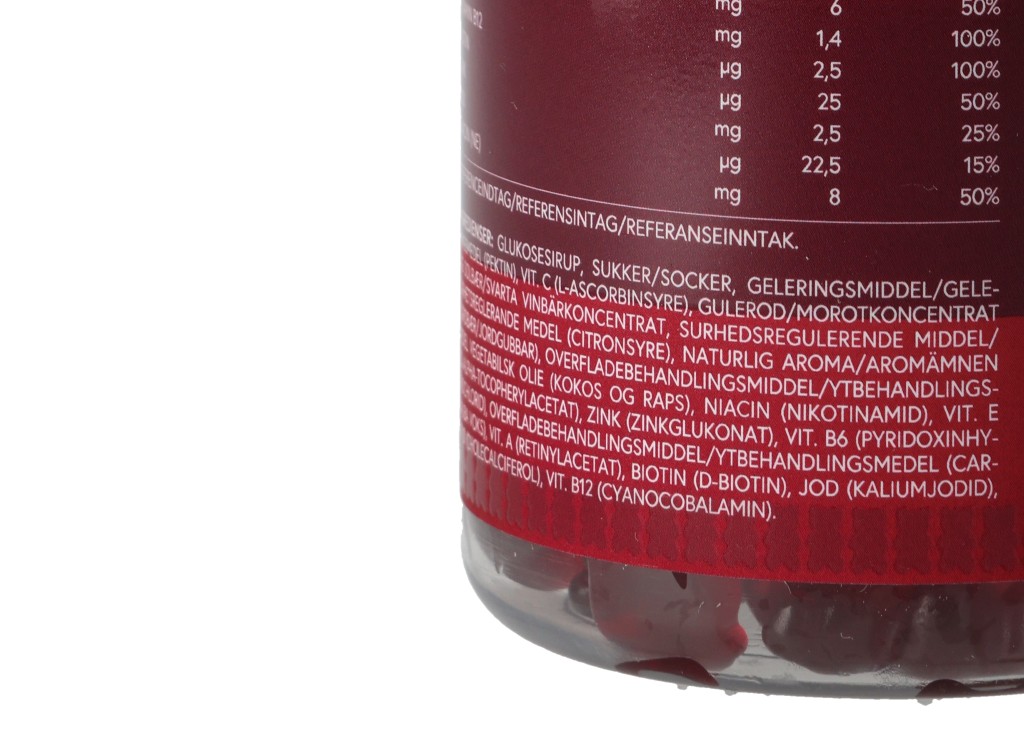 mg 6 50%
B12 mg 1,4 100%
µg 2,5 100%
µg 25 50%
mg 2,5 25%
µg 22,5 15%
mg 8 50%
/REFERENSINTAG/REFERANSEINNTAK.
GLUKOSESIRUP, SUKKER/SOCKER, GELERINGSMIDDEL/GELE-
(PEKTIN), VIT. C (L-ASCORBINSYRE), GULEROD/MOROTKONCENTRAT
/SVARTA VINBÄRKONCENTRAT, SURHEDSREGULERENDE MIDDEL/
MEDEL (CITRONSYRE), NATURLIG AROMA/AROMÄMNEN
/JORDGUBBAR), OVERFLADEBEHANDLINGSMIDDEL/YTBEHANDLINGS-
VEGETABILSK OLIE (KOKOS OG RAPS), NIACIN (NIKOTINAMID), VIT. E
-TOCOPHERYLACETAT), ZINK (ZINKGLUKONAT), VIT. B6 (PYRIDOXINHY-
OVERFLADEBEHANDLINGSMIDDEL/YTBEHANDLINGSMEDEL (CAR-
VIT. A (RETINYLACETAT), BIOTIN (D-BIOTIN), JOD (KALIUMJODID),
VIT. B12 (CYANOCOBALAMIN).